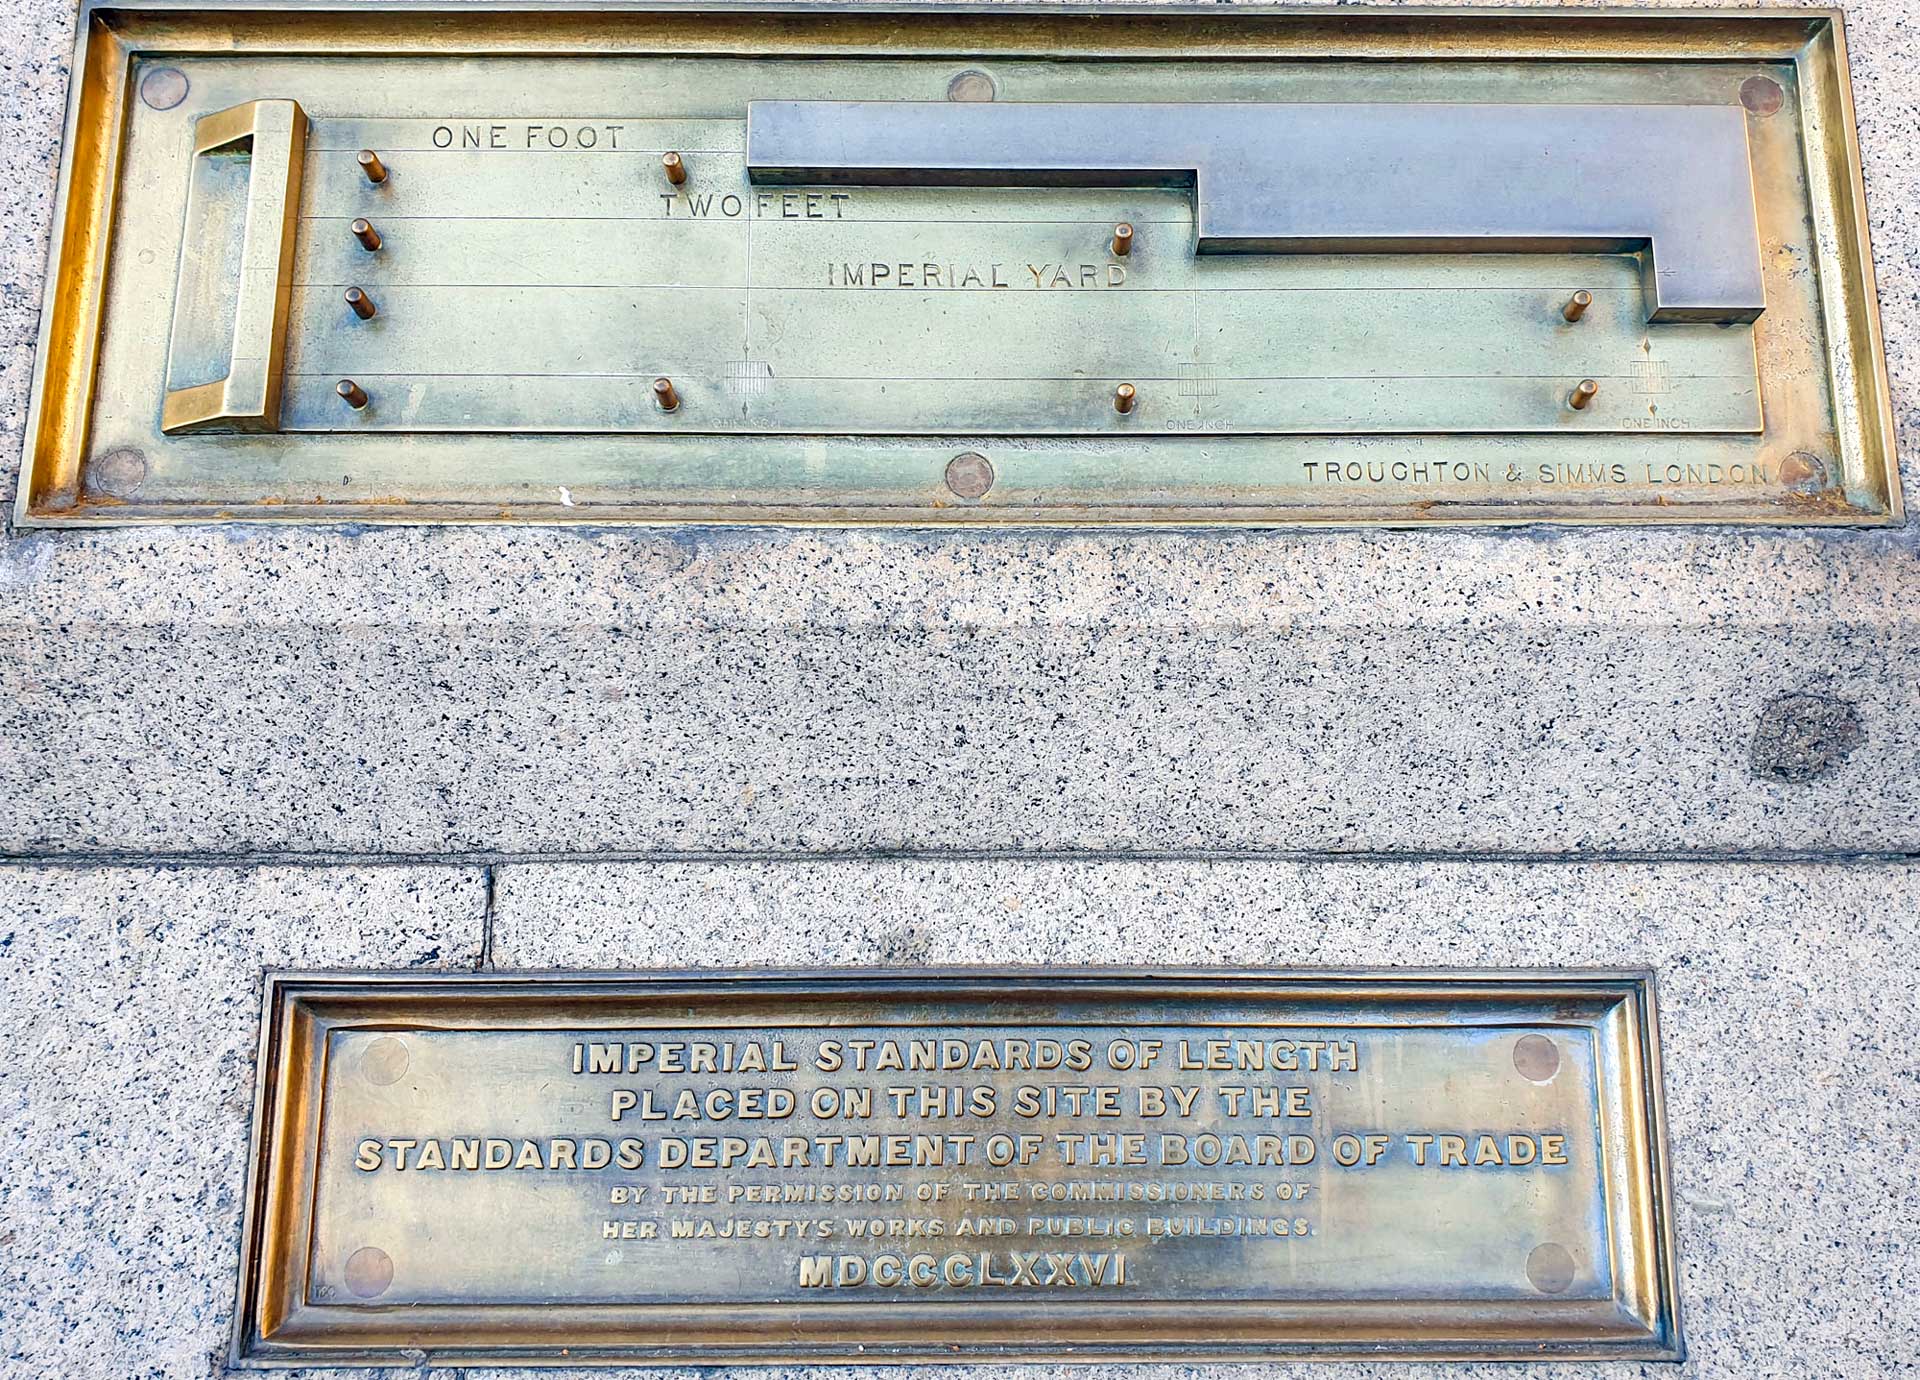 ONE FOOT
TWO FEET
IMPERIAL YARD
ONE INCH
ONE INCH
ONE INCH
TROUGHTON & SIMMS LONDON
IMPERIAL STANDARDS OF LENGTH
PLACED ON THIS SITE BY THE
STANDARDS DEPARTMENT OF THE BOARD OF TRADE
BY THE PERMISSION OF THE COMMISSIONERS OF
HER MAJESTY'S WORKS AND PUBLIC BUILDINGS.
MDCCCLXXVI